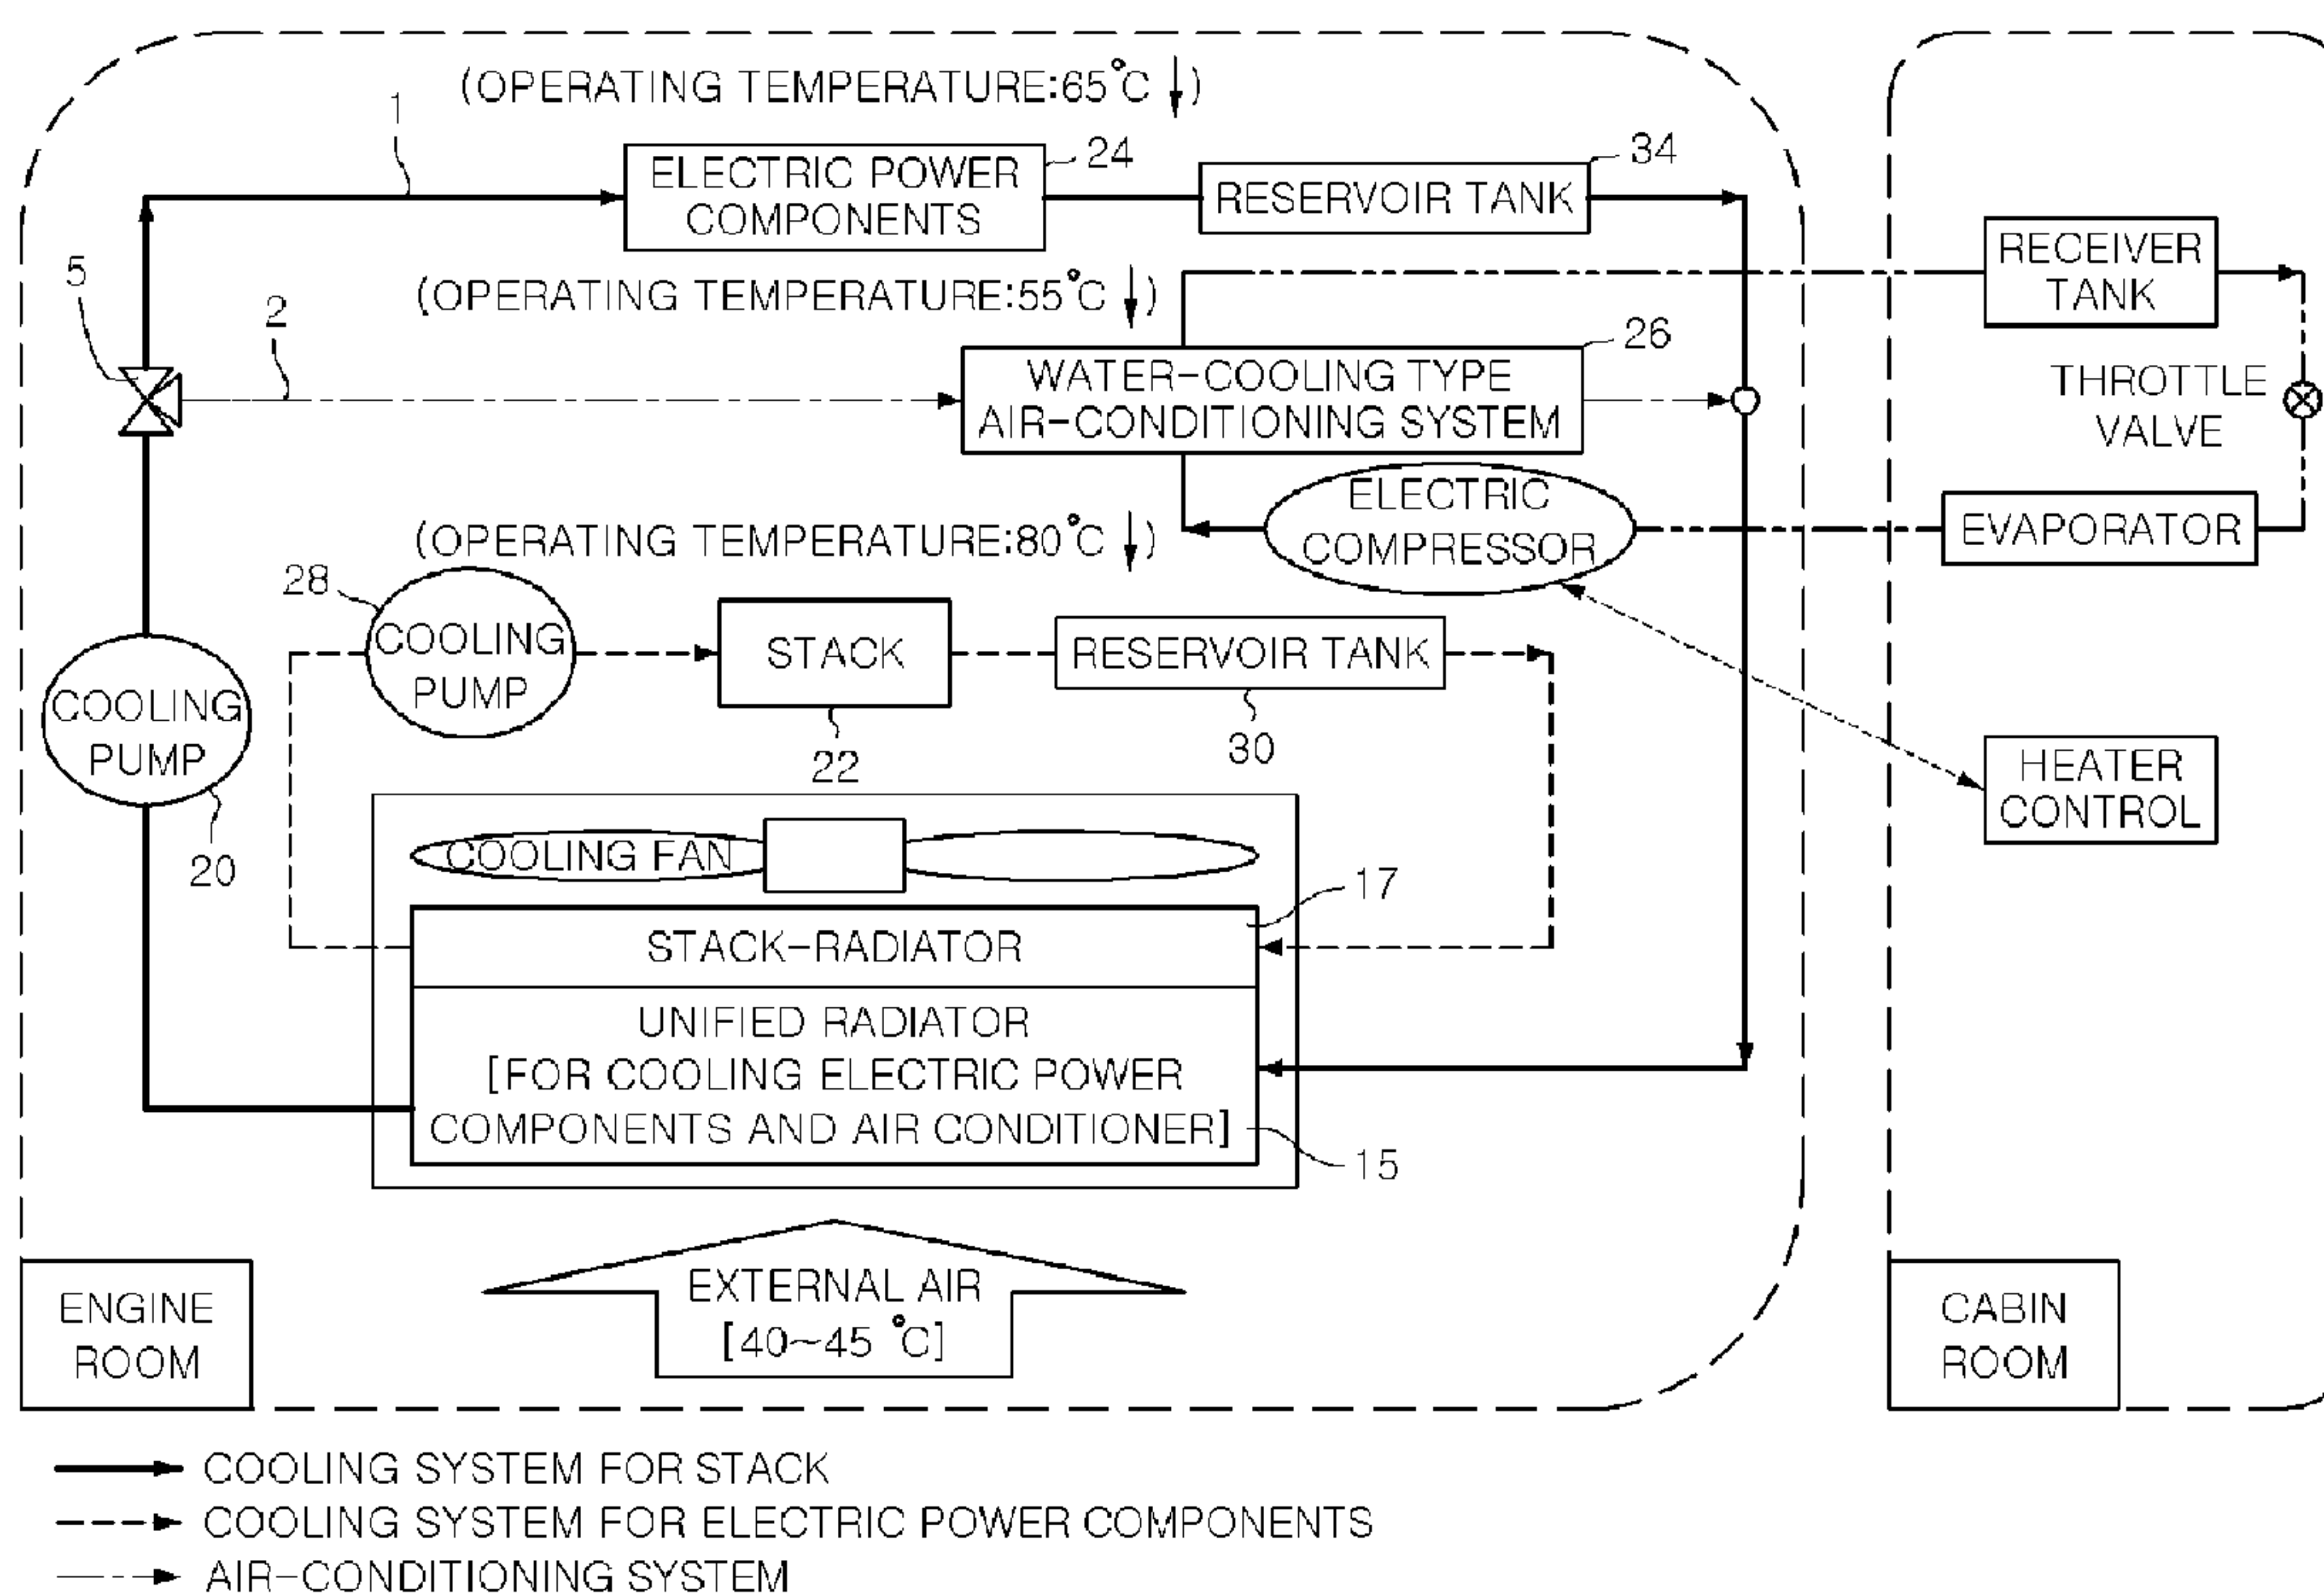 (OPERATING TEMPERATURE:65°C ↓)
1
ELECTRIC POWER
COMPONENTS
24
RESERVOIR TANK
34
5
(OPERATING TEMPERATURE:55°C ↓)
2
WATER-COOLING TYPE
AIR-CONDITIONING SYSTEM
26
RECEIVER
TANK
THROTTLE
VALVE
ELECTRIC
COMPRESSOR
EVAPORATOR
(OPERATING TEMPERATURE:80°C ↓)
28
COOLING
PUMP
STACK
22
RESERVOIR TANK
30
COOLING
PUMP
20
HEATER
CONTROL
COOLING FAN
17
STACK-RADIATOR
UNIFIED RADIATOR
[FOR COOLING ELECTRIC POWER
COMPONENTS AND AIR CONDITIONER]
15
EXTERNAL AIR
[40~45 °C]
ENGINE
ROOM
CABIN
ROOM
COOLING SYSTEM FOR STACK
COOLING SYSTEM FOR ELECTRIC POWER COMPONENTS
AIR-CONDITIONING SYSTEM